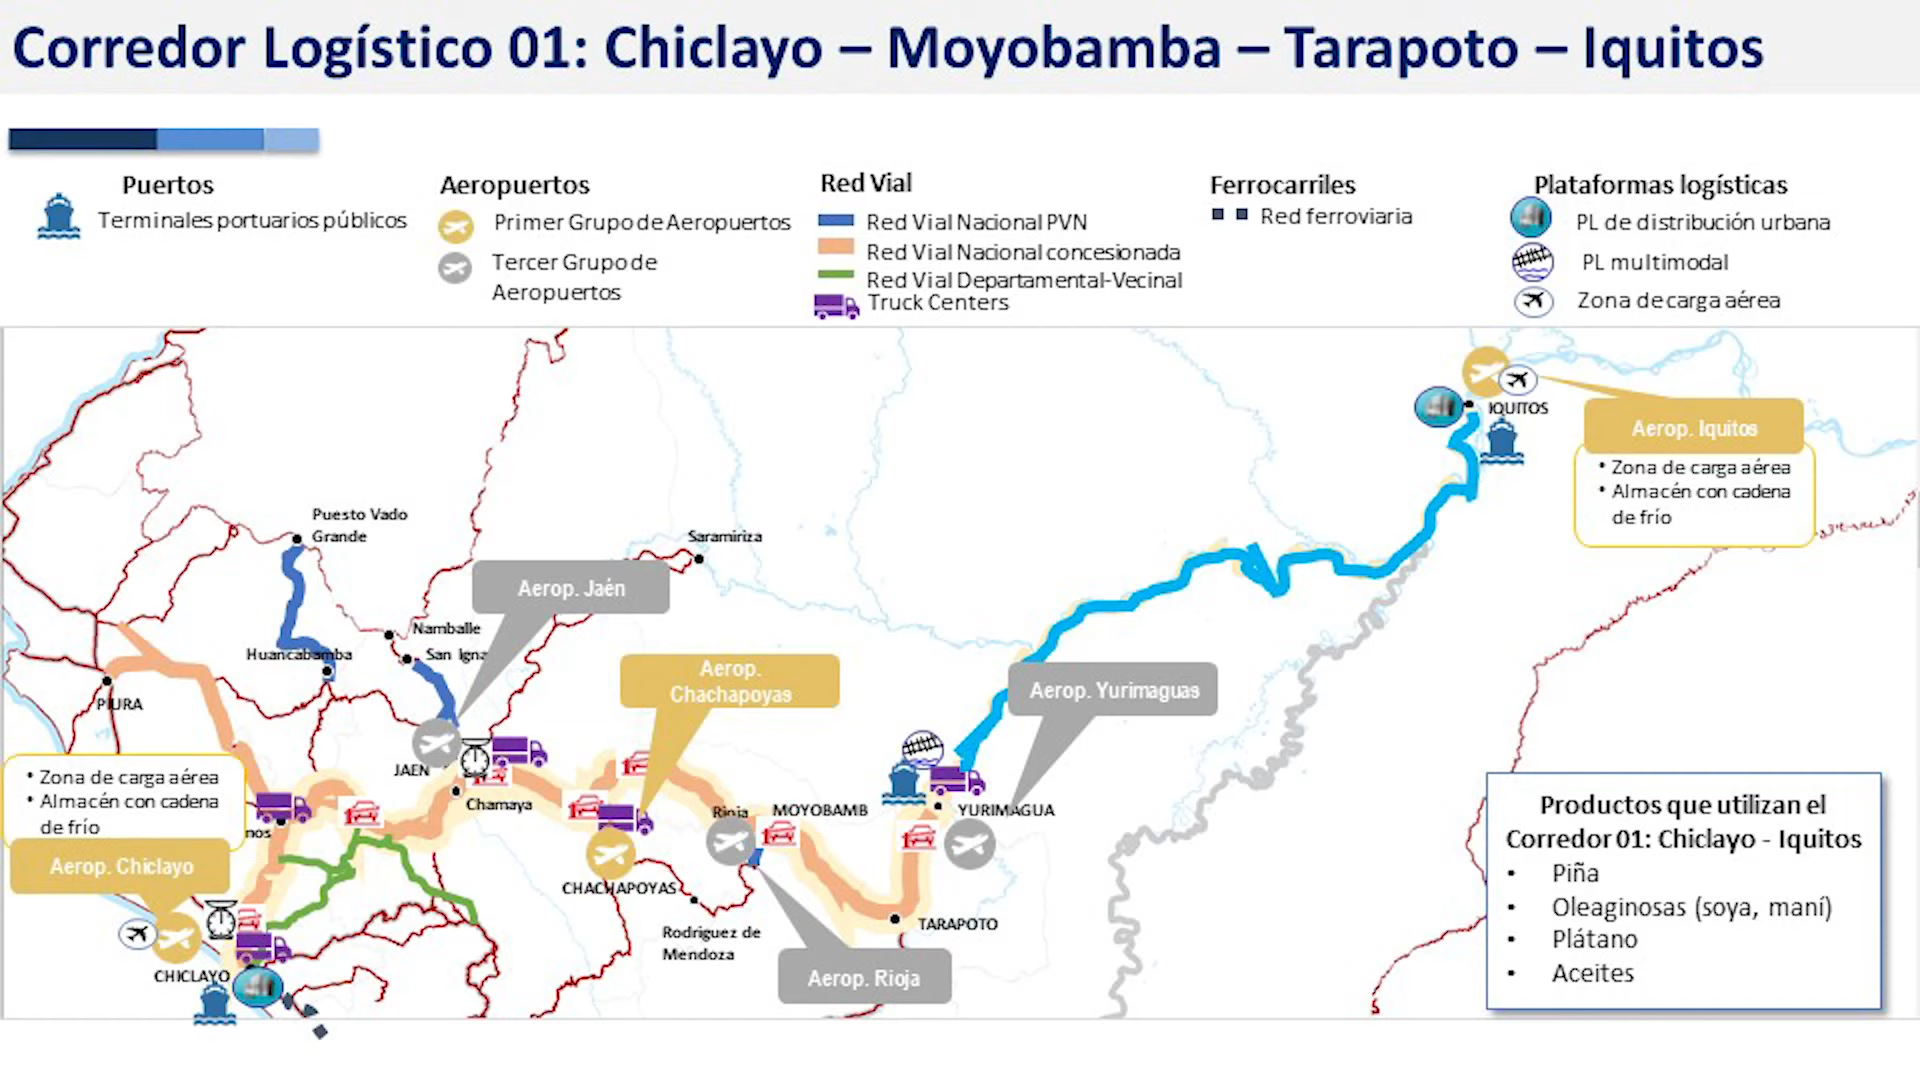 Corredor Logístico 01: Chiclayo – Moyobamba – Tarapoto – Iquitos
Puertos
Terminales portuarios públicos
Aeropuertos
Primer Grupo de Aeropuertos
Tercer Grupo de
Aeropuertos
Red Vial
Red Vial Nacional PVN
Red Vial Nacional concesionada
Red Vial Departamental-Vecinal
Truck Centers
Ferrocarriles
Red ferroviaria
Plataformas logísticas
PL de distribución urbana
PL multimodal
Zona de carga aérea
IQUITOS
Aerop. Iquitos
• Zona de carga aérea
• Almacén con cadena
de frío
Puesto Vado
Grande
Saramiriza
Aerop. Jaén
Namballe
San Igna
Huancabamba
PIURA
Aerop.
Chachapoyas
Aerop. Yurimaguas
JAEN
Chamaya
• Zona de carga aérea
• Almacén con cadena
de frío
nos
Aerop. Chiclayo
Rioja
MOYOBAMB
YURIMAGUA
CHACHAPOYAS
TARAPOTO
Rodriguez de
Mendoza
Aerop. Rioja
CHICLAYO
Productos que utilizan el
Corredor 01: Chiclayo - Iquitos
• Piña
• Oleaginosas (soya, maní)
• Plátano
• Aceites